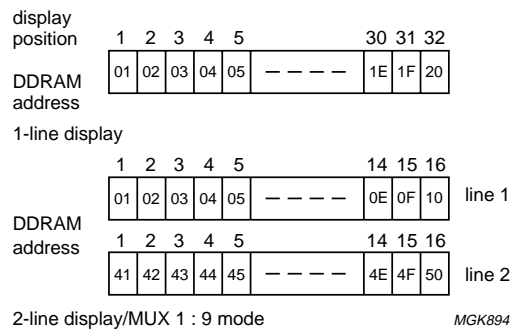 display
position 1 2 3 4 5 30 31 32
DDRAM
address 01 02 03 04 05 – – – – 1E 1F 20
1-line display
1 2 3 4 5 14 15 16
01 02 03 04 05 – – – – 0E 0F 10 line 1
DDRAM
address
1 2 3 4 5 14 15 16
41 42 43 44 45 – – – – 4E 4F 50 line 2
2-line display/MUX 1 : 9 mode MGK894